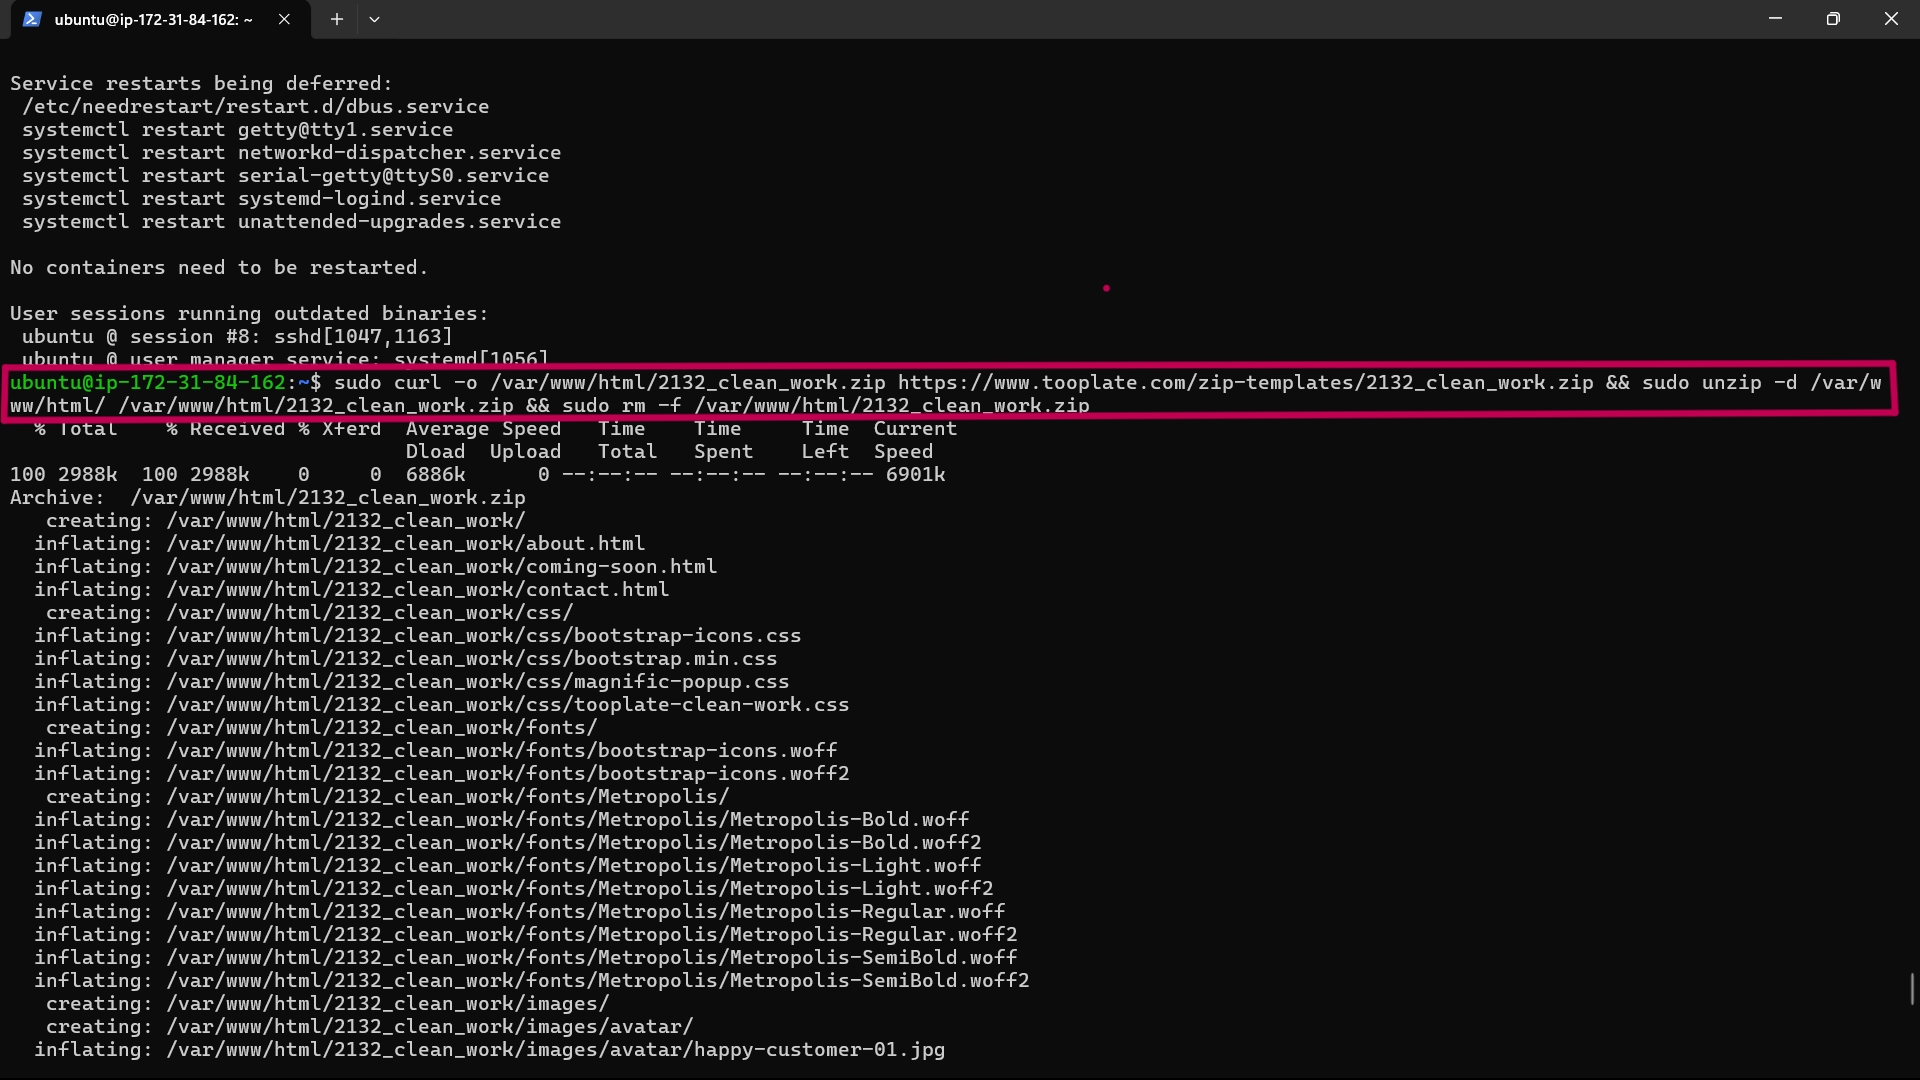 ubuntu@ip-172-31-84-162: ~
Service restarts being deferred:
/etc/needrestart/restart.d/dbus.service
systemctl restart getty@tty1.service
systemctl restart networkd-dispatcher.service
systemctl restart serial-getty@ttyS0.service
systemctl restart systemd-logind.service
systemctl restart unattended-upgrades.service
No containers need to be restarted.
User sessions running outdated binaries:
ubuntu @ session #8: sshd[1047,1163]
ubuntu @ user manager service: systemd[1056]
ubuntu@ip-172-31-84-162:~$ sudo curl -o /var/www/html/2132_clean_work.zip https://www.tooplate.com/zip-templates/2132_clean_work.zip && sudo unzip -d /var/w
ww/html/ /var/www/html/2132_clean_work.zip && sudo rm -f /var/www/html/2132_clean_work.zip
% Total % Received % Xferd Average Speed Time Time Time Current
Dload Upload Total Spent Left Speed
100 2988k 100 2988k 0 0 6886k 0 --:--:-- --:--:-- --:--:-- 6901k
Archive: /var/www/html/2132_clean_work.zip
creating: /var/www/html/2132_clean_work/
inflating: /var/www/html/2132_clean_work/about.html
inflating: /var/www/html/2132_clean_work/coming-soon.html
inflating: /var/www/html/2132_clean_work/contact.html
creating: /var/www/html/2132_clean_work/css/
inflating: /var/www/html/2132_clean_work/css/bootstrap-icons.css
inflating: /var/www/html/2132_clean_work/css/bootstrap.min.css
inflating: /var/www/html/2132_clean_work/css/magnific-popup.css
inflating: /var/www/html/2132_clean_work/css/tooplate-clean-work.css
creating: /var/www/html/2132_clean_work/fonts/
inflating: /var/www/html/2132_clean_work/fonts/bootstrap-icons.woff
inflating: /var/www/html/2132_clean_work/fonts/bootstrap-icons.woff2
creating: /var/www/html/2132_clean_work/fonts/Metropolis/
inflating: /var/www/html/2132_clean_work/fonts/Metropolis/Metropolis-Bold.woff
inflating: /var/www/html/2132_clean_work/fonts/Metropolis/Metropolis-Bold.woff2
inflating: /var/www/html/2132_clean_work/fonts/Metropolis/Metropolis-Light.woff
inflating: /var/www/html/2132_clean_work/fonts/Metropolis/Metropolis-Light.woff2
inflating: /var/www/html/2132_clean_work/fonts/Metropolis/Metropolis-Regular.woff
inflating: /var/www/html/2132_clean_work/fonts/Metropolis/Metropolis-Regular.woff2
inflating: /var/www/html/2132_clean_work/fonts/Metropolis/Metropolis-SemiBold.woff
inflating: /var/www/html/2132_clean_work/fonts/Metropolis/Metropolis-SemiBold.woff2
creating: /var/www/html/2132_clean_work/images/
creating: /var/www/html/2132_clean_work/images/avatar/
inflating: /var/www/html/2132_clean_work/images/avatar/happy-customer-01.jpg